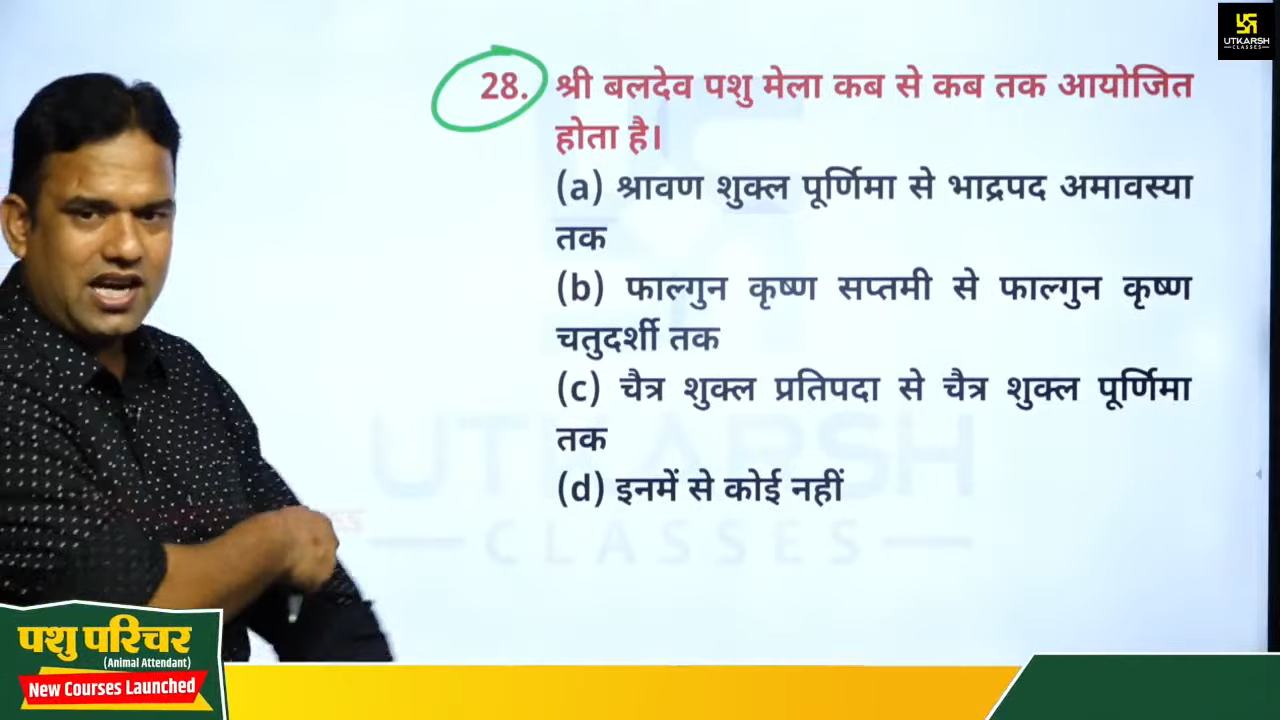 UTKARSH
CLASSES
28. श्री बलदेव पशु मेला कब से कब तक आयोजित
होता है।
(a) श्रावण शुक्ल पूर्णिमा से भाद्रपद अमावस्या
तक
(b) फाल्गुन कृष्ण सप्तमी से फाल्गुन कृष्ण
चतुदर्शी तक
(c) चैत्र शुक्ल प्रतिपदा से चैत्र शुक्ल पूर्णिमा
तक
(d) इनमें से कोई नहीं
UTKARSH
CLASSES
पशु परिचर
(Animal Attendant)
New Courses Launched